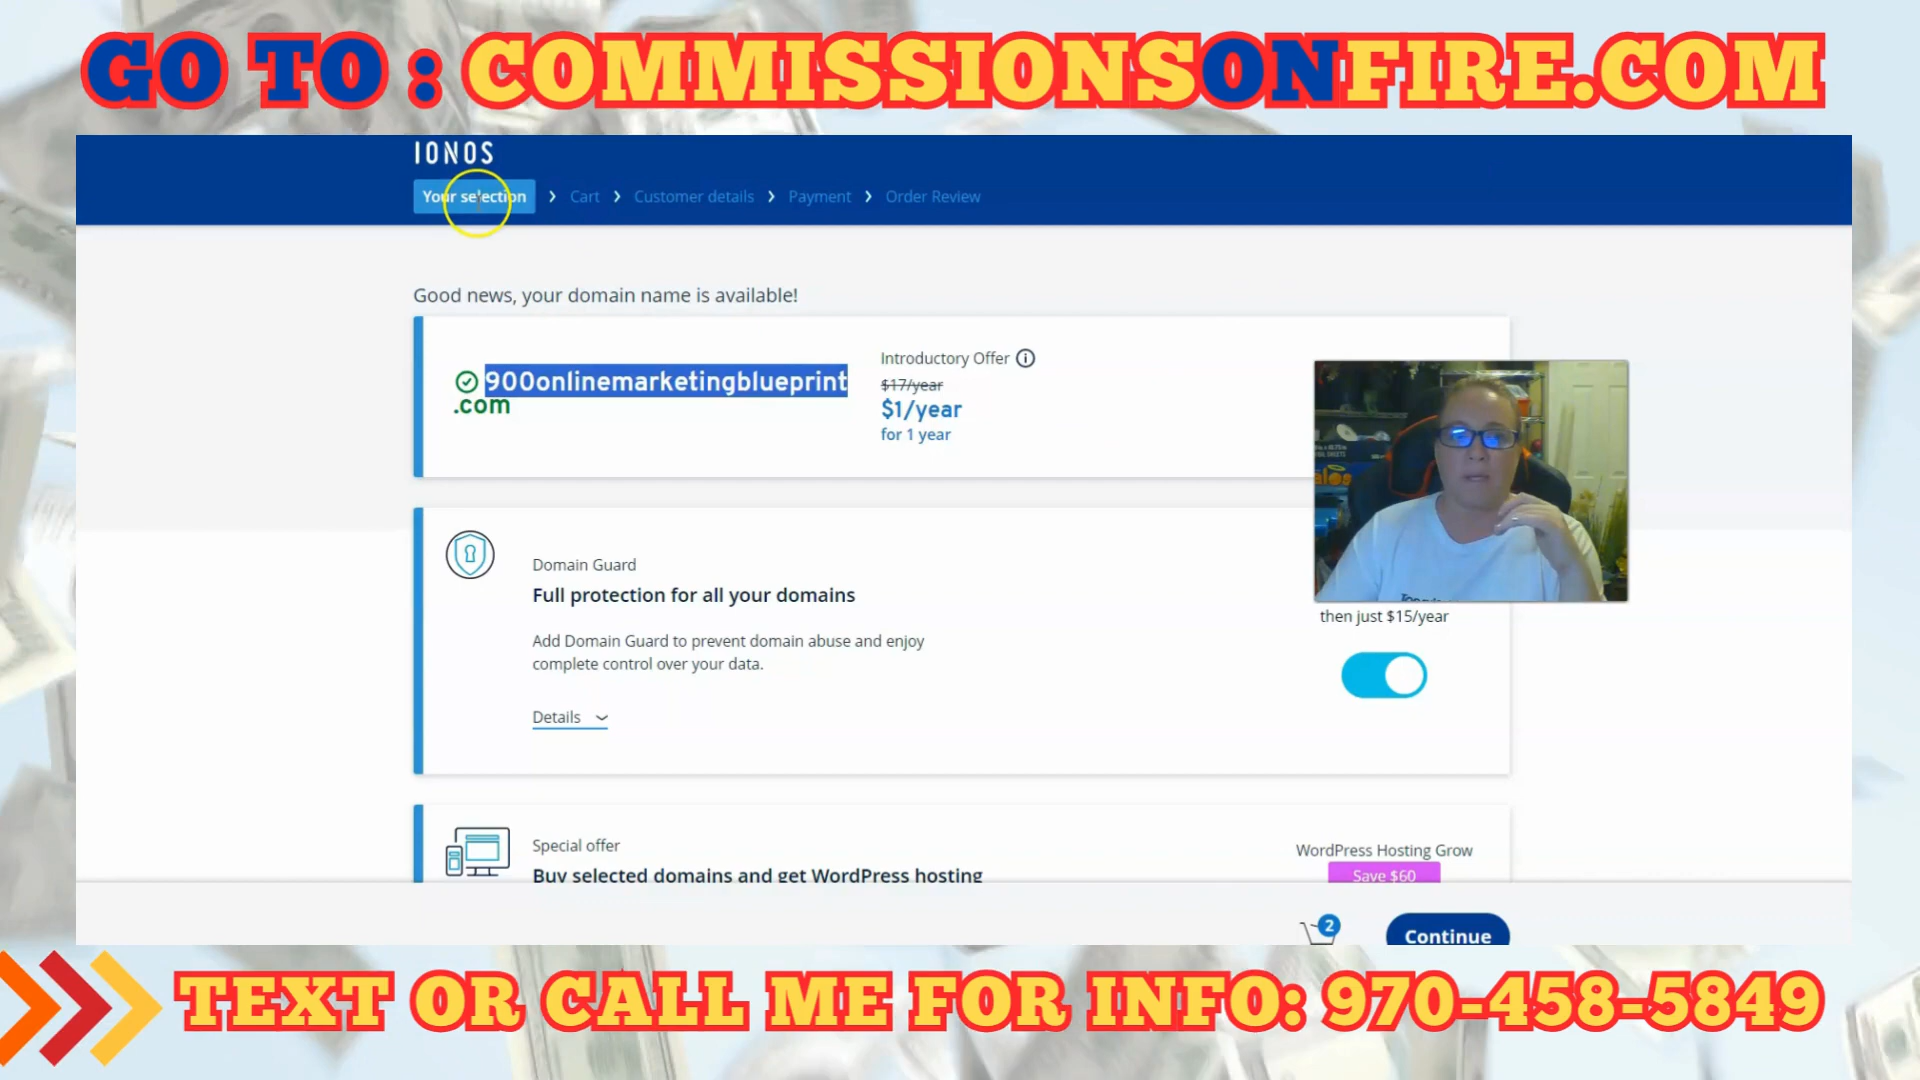 GO TO : COMMISSIONSONFIRE.COM
IONOS
Your selection > Cart > Customer details > Payment > Order Review
Good news, your domain name is available!
900onlinemarketingblueprint
.com
Introductory Offer
$17/year
$1/year
for 1 year
Domain Guard
Full protection for all your domains
Add Domain Guard to prevent domain abuse and enjoy
complete control over your data.
Details
then just $15/year
Special offer
Buy selected domains and get WordPress hosting
WordPress Hosting Grow
Save $60
2
Continue
TEXT OR CALL ME FOR INFO: 970-458-5849